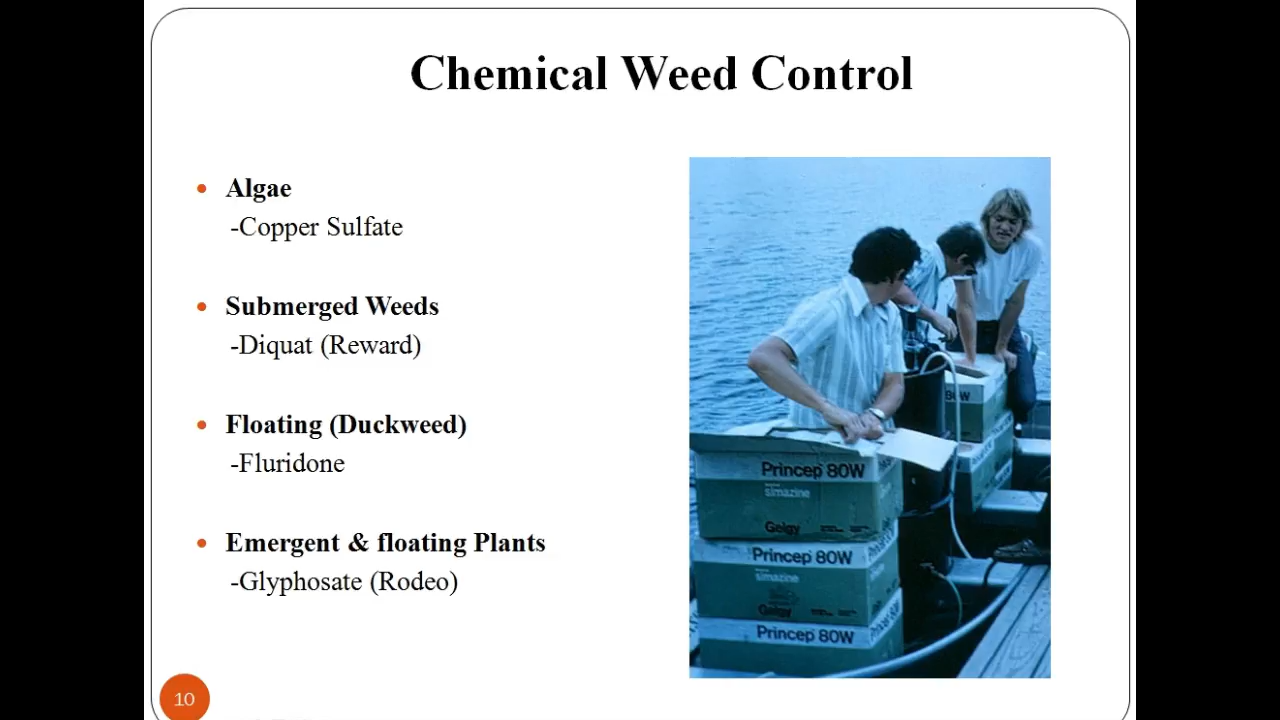 Chemical Weed Control
• Algae
-Copper Sulfate
• Submerged Weeds
-Diquat (Reward)
• Floating (Duckweed)
-Fluridone
• Emergent & floating Plants
-Glyphosate (Rodeo)
10
80W
Princep 80W
simazine
Geigy
Princep 80W
simazine
Geigy
Princep 80W